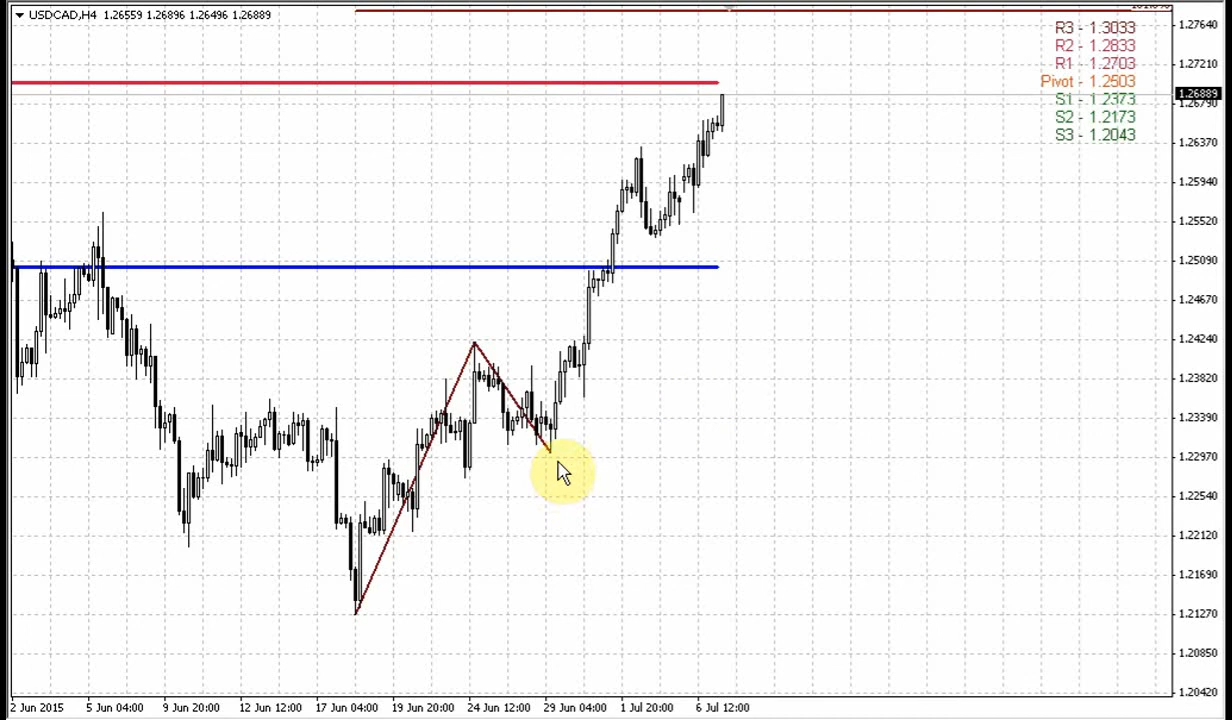 USDCAD,H4 1.26559 1.26896 1.26496 1.26889
R3 - 1.3033
R2 - 1.2833
R1 - 1.2703
Pivot - 1.2503
S1 - 1.2373
S2 - 1.2173
S3 - 1.2043
1.27640
1.27210
1.26889
1.26790
1.26370
1.25940
1.25520
1.25090
1.24670
1.24240
1.23820
1.23390
1.22970
1.22540
1.22120
1.21690
1.21270
1.20850
1.20420
2 Jun 2015 5 Jun 04:00 9 Jun 20:00 12 Jun 12:00 17 Jun 04:00 19 Jun 20:00 24 Jun 12:00 29 Jun 04:00 1 Jul 20:00 6 Jul 12:00